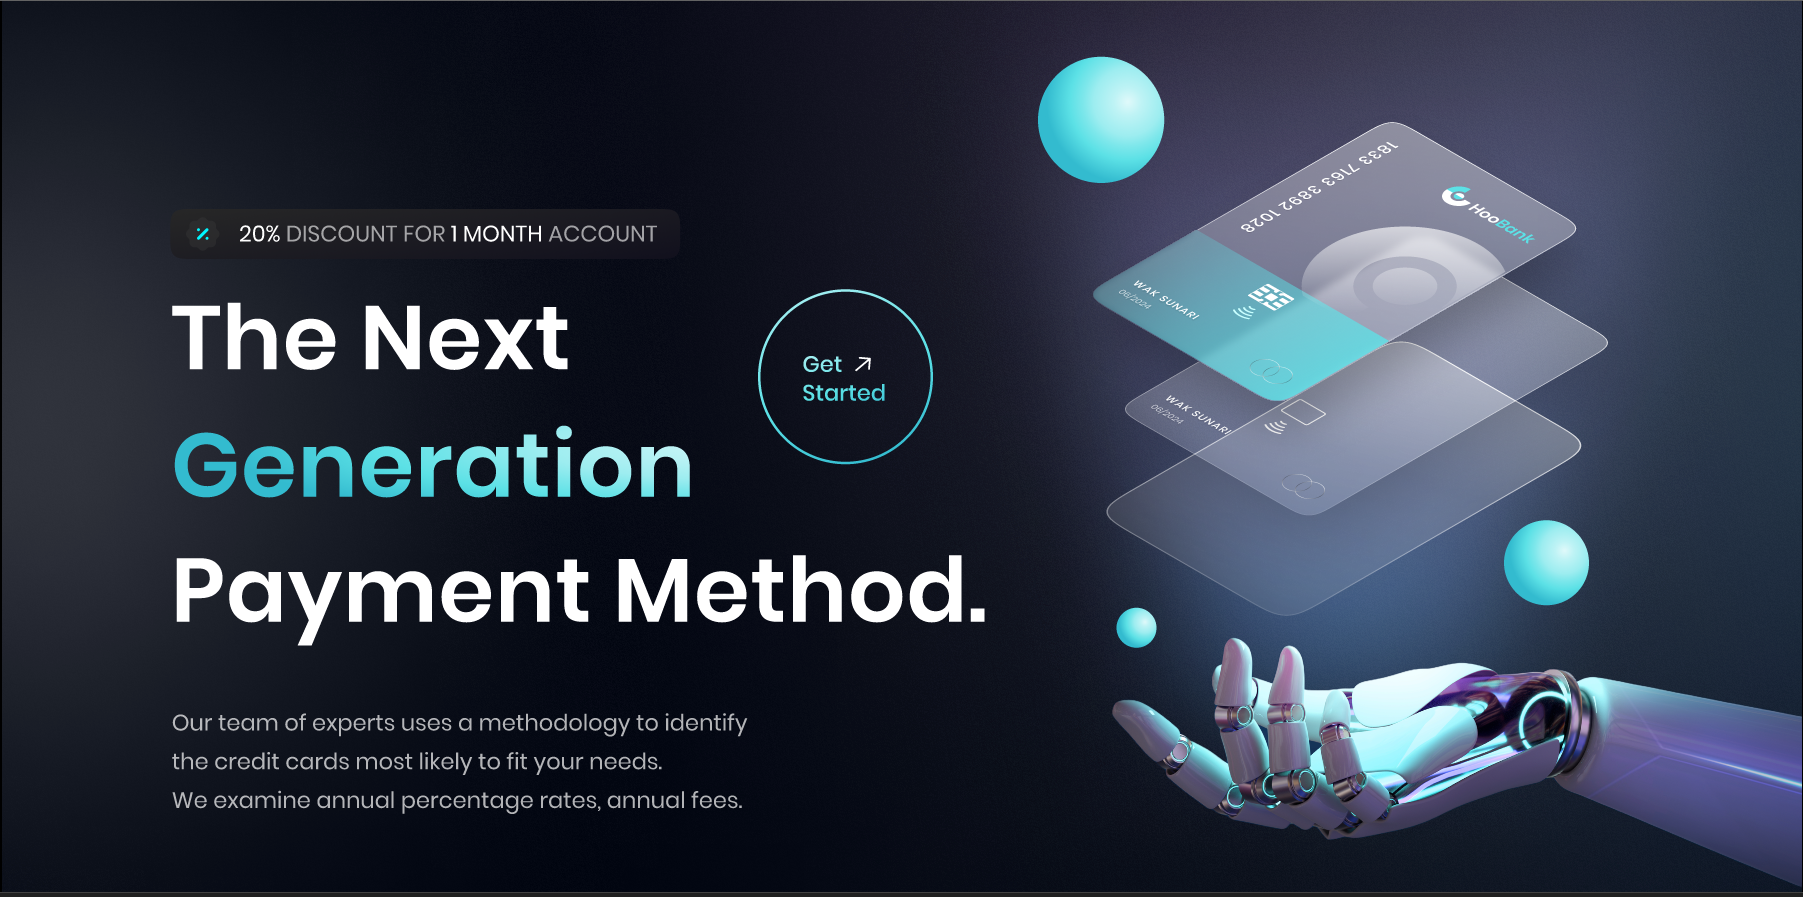 20% DISCOUNT FOR 1 MONTH ACCOUNT
The Next
Generation
Payment Method.
Get
Started
Our team of experts uses a methodology to identify
the credit cards most likely to fit your needs.
We examine annual percentage rates, annual fees.
1833 7163 3892 1028
HooBank
WAK SUNARI
06/2024
WAK SUNARI
06/2024